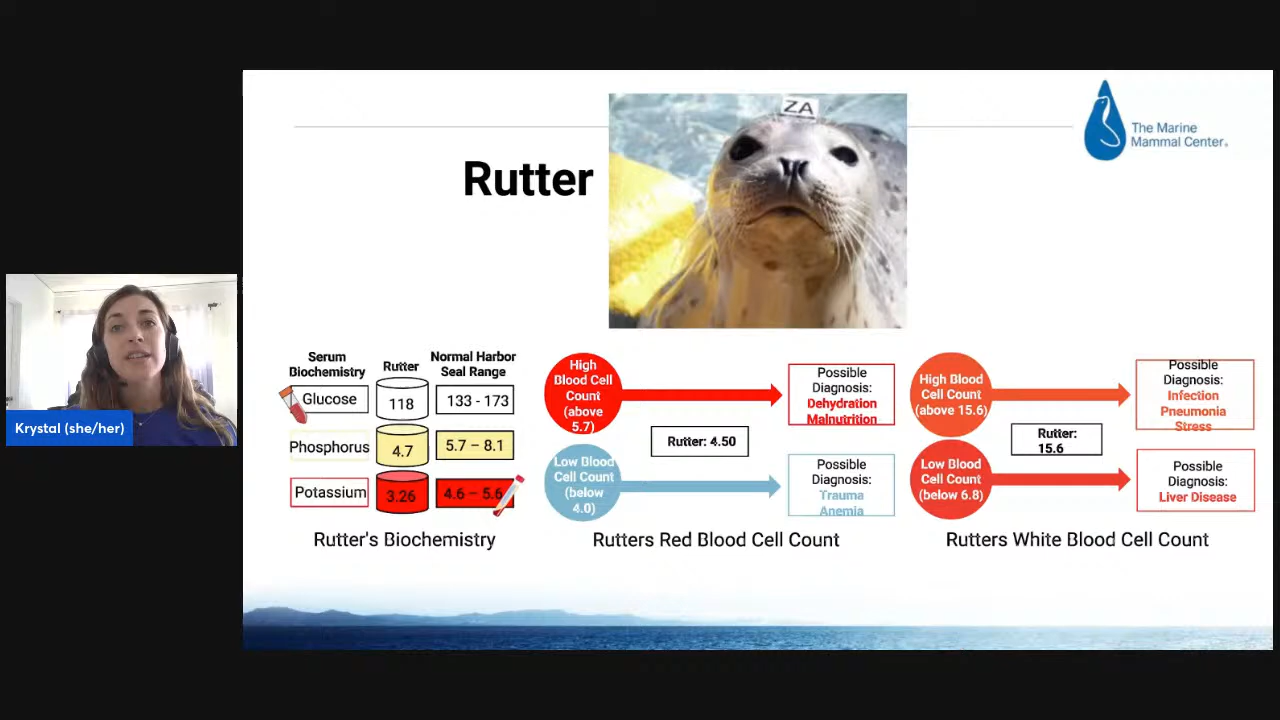 ZA
The Marine
Mammal Center.
Rutter
Krystal (she/her)
Serum
Biochemistry
Rutter
Normal Harbor
Seal Range
Glucose
118
133 - 173
Phosphorus
4.7
5.7 – 8.1
Potassium
3.26
4.6 – 5.6
Rutter's Biochemistry
High
Blood Cell
Count
(above
5.7)
Possible
Diagnosis:
Dehydration
Malnutrition
Rutter: 4.50
Low Blood
Cell Count
(below
4.0)
Possible
Diagnosis:
Trauma
Anemia
Rutters Red Blood Cell Count
High Blood
Cell Count
(above 15.6)
Possible
Diagnosis:
Infection
Pneumonia
Stress
Rutter:
15.6
Low Blood
Cell Count
(below 6.8)
Possible
Diagnosis:
Liver Disease
Rutters White Blood Cell Count